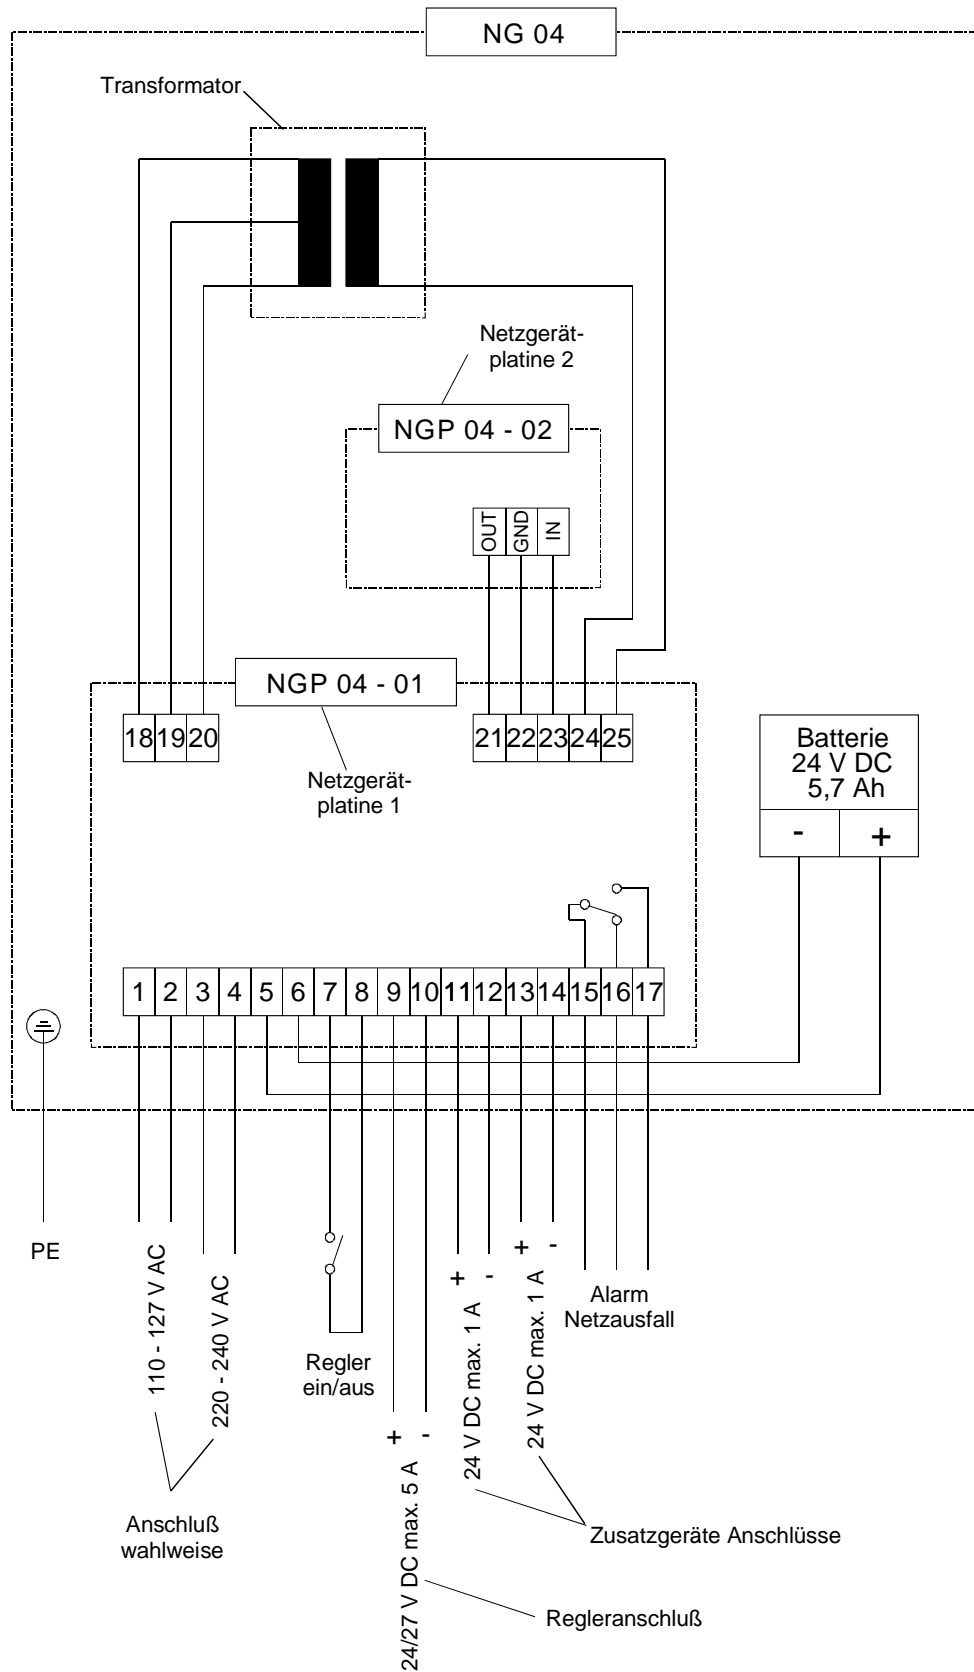 NG 04
Transformator
Netzgerät-
platine 2
NGP 04 - 02
OUT
GND
IN
NGP 04 - 01
18 19 20
21 22 23 24 25
Netzgerät-
platine 1
Batterie
24 V DC
5,7 Ah
- +
1 2 3 4 5 6 7 8 9 10 11 12 13 14 15 16 17
PE
110 - 127 V AC
220 - 240 V AC
Anschluß
wahlweise
Regler
ein/aus
+ -
24/27 V DC max. 5 A
Regleranschluß
+ -
24 V DC max. 1 A
+ -
24 V DC max. 1 A
Zusatzgeräte Anschlüsse
Alarm
Netzausfall